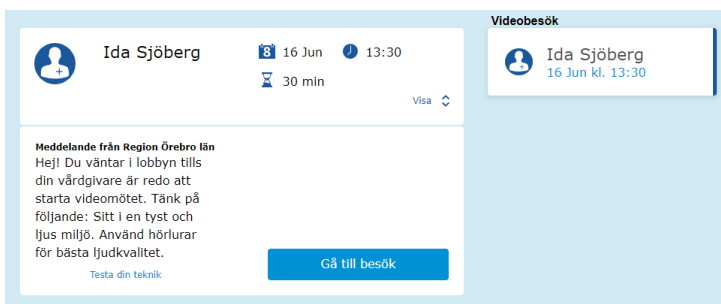 Ida Sjöberg
8 16 Jun 13:30
30 min
Visa
Meddelande från Region Örebro län
Hej! Du väntar i lobbyn tills
din vårdgivare är redo att
starta videomötet. Tänk på
följande: Sitt i en tyst och
ljus miljö. Använd hörlurar
för bästa ljudkvalitet.
Testa din teknik
Gå till besök
Videobesök
Ida Sjöberg
16 Jun kl. 13:30